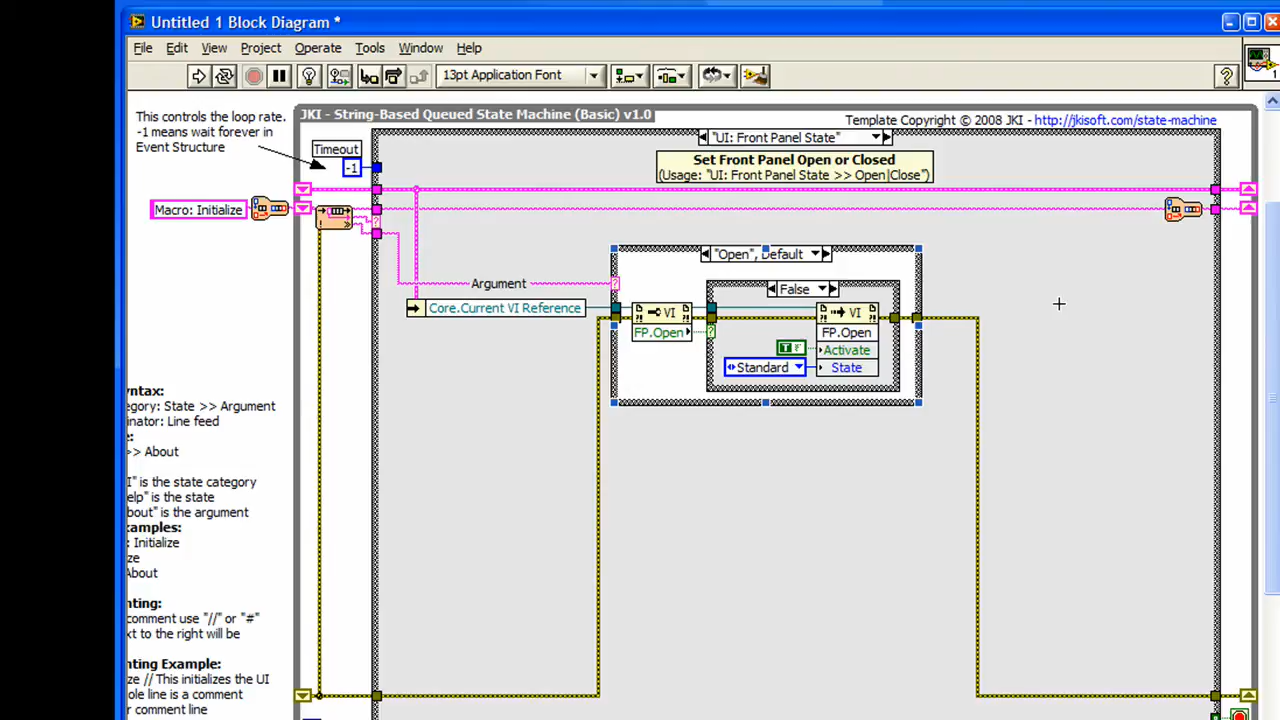 Untitled 1 Block Diagram *
File Edit View Project Operate Tools Window Help
13pt Application Font
?
1
This controls the loop rate.
-1 means wait forever in
Event Structure
JKI - String-Based Queued State Machine (Basic) v1.0
Template Copyright © 2008 JKI - http://jkisoft.com/state-machine
Timeout
-1
"UI: Front Panel State"
Set Front Panel Open or Closed
(Usage: "UI: Front Panel State >> Open|Close")
Macro: Initialize
"Open", Default
Argument
False
Core.Current VI Reference
VI
FP.Open
VI
FP.Open
T
Activate
Standard
State
yntax:
egory: State >> Argument
inator: Line feed
e:
>> About
I" is the state category
elp" is the state
bout" is the argument
xamples:
: Initialize
ze
About
nting:
comment use "//" or "#"
xt to the right will be
nting Example:
ze // This initializes the UI
ole line is a comment
r comment line